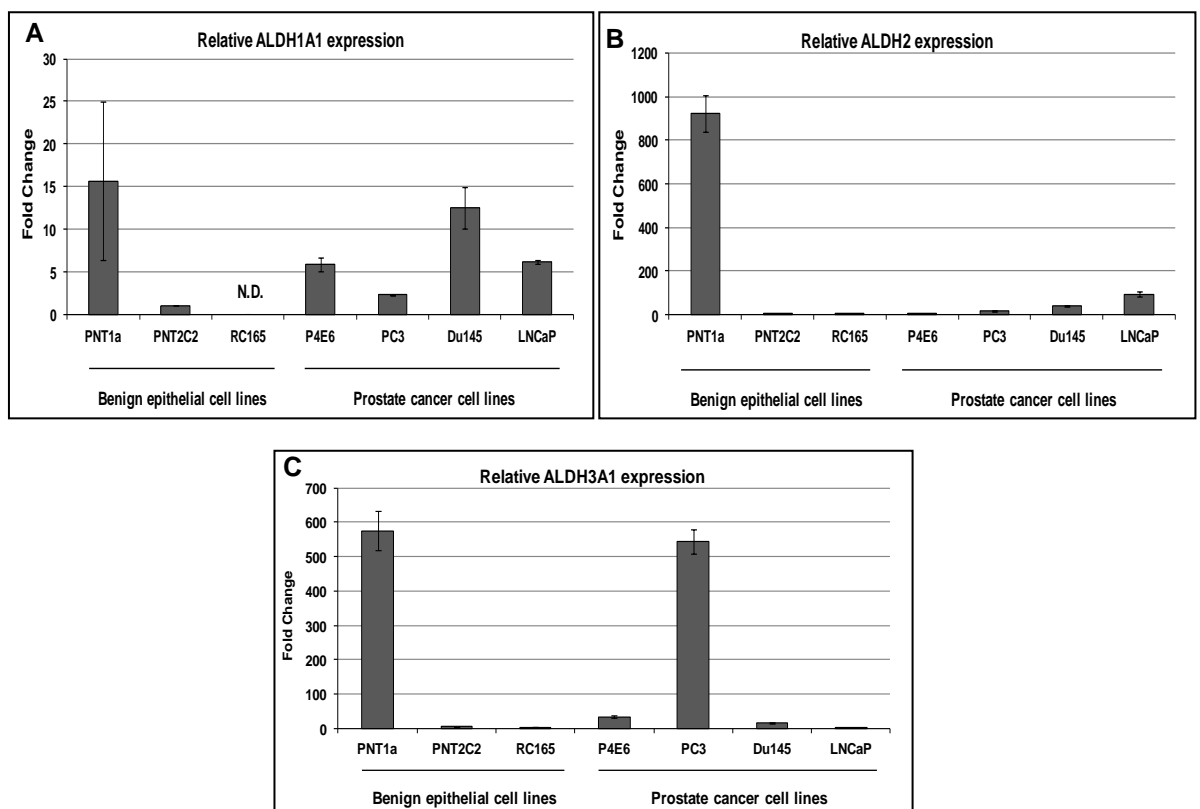 A
Relative ALDH1A1 expression
Fold Change
30
25
20
15
10
5
0
N.D.
PNT1a PNT2C2 RC165 P4E6 PC3 Du145 LNCaP
Benign epithelial cell lines Prostate cancer cell lines
B
Relative ALDH2 expression
Fold Change
1200
1000
800
600
400
200
0
PNT1a PNT2C2 RC165 P4E6 PC3 Du145 LNCaP
Benign epithelial cell lines Prostate cancer cell lines
C
Relative ALDH3A1 expression
Fold Change
700
600
500
400
300
200
100
0
PNT1a PNT2C2 RC165 P4E6 PC3 Du145 LNCaP
Benign epithelial cell lines Prostate cancer cell lines